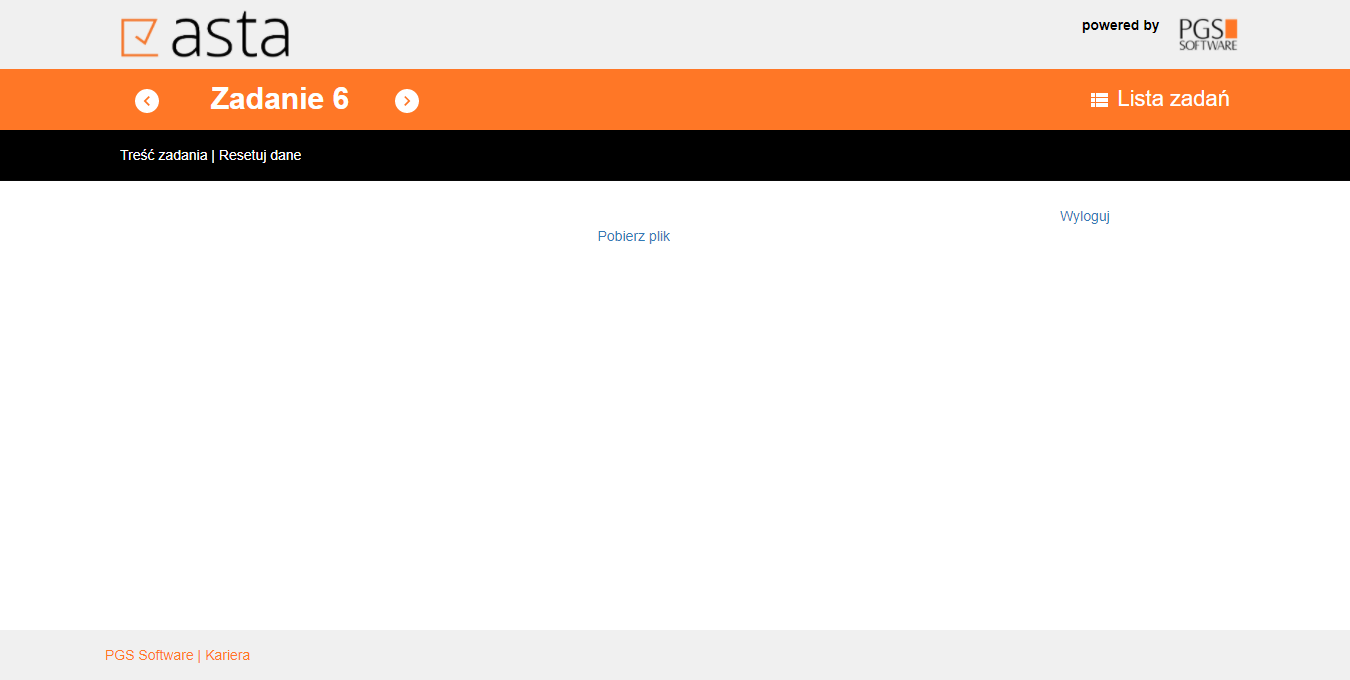 asta
powered by
PGS
SOFTWARE
Zadanie 6
Lista zadań
Treść zadania | Resetuj dane
Wyloguj
Pobierz plik
PGS Software | Kariera